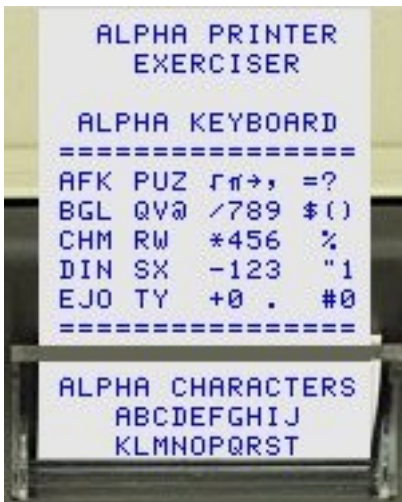 ALPHA PRINTER
EXERCISER
ALPHA KEYBOARD
=================
AFK PUZ Γπ→, =?
BGL QV@ /789 $()
CHM RW *456 %
DIN SX -123 "1
EJO TY +0 . #0
=================
ALPHA CHARACTERS
ABCDEFGHIJ
KLMNOPQRST